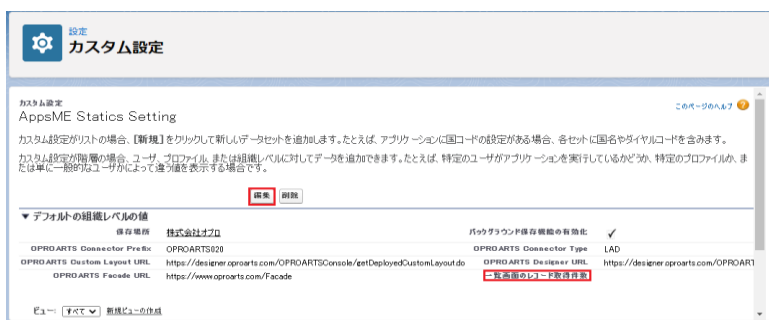 設定
カスタム設定
カスタム設定
AppsME Statics Setting
このページのヘルプ
カスタム設定がリストの場合、[新規]をクリックして新しいデータセットを追加します。たとえば、アプリケーションに国コードの設定がある場合、各セットに国名やダイヤルコードを含みます。
カスタム設定が階層の場合、ユーザ、プロファイル、または組織レベルに対してデータを追加できます。たとえば、特定のユーザがアプリケーションを実行しているかどうか、特定のプロファイルか、ま
たは単に一般的なユーザかによって違う値を表示する場合です。
編集 削除
▼ デフォルトの組織レベルの値
保存場所 株式会社オプロ バックグラウンド保存機能の有効化 ✓
OPROARTS Connector Prefix OPROARTS020 OPROARTS Connector Type LAD
OPROARTS Custom Layout URL https://designer.oproarts.com/OPROARTSConsole/getDeployedCustomLayout.do OPROARTS Designer URL https://designer.oproarts.com/OPROART
OPROARTS Facade URL https://www.oproarts.com/Facade 一覧画面のレコード取得件数
ビュー: すべて 新規ビューの作成